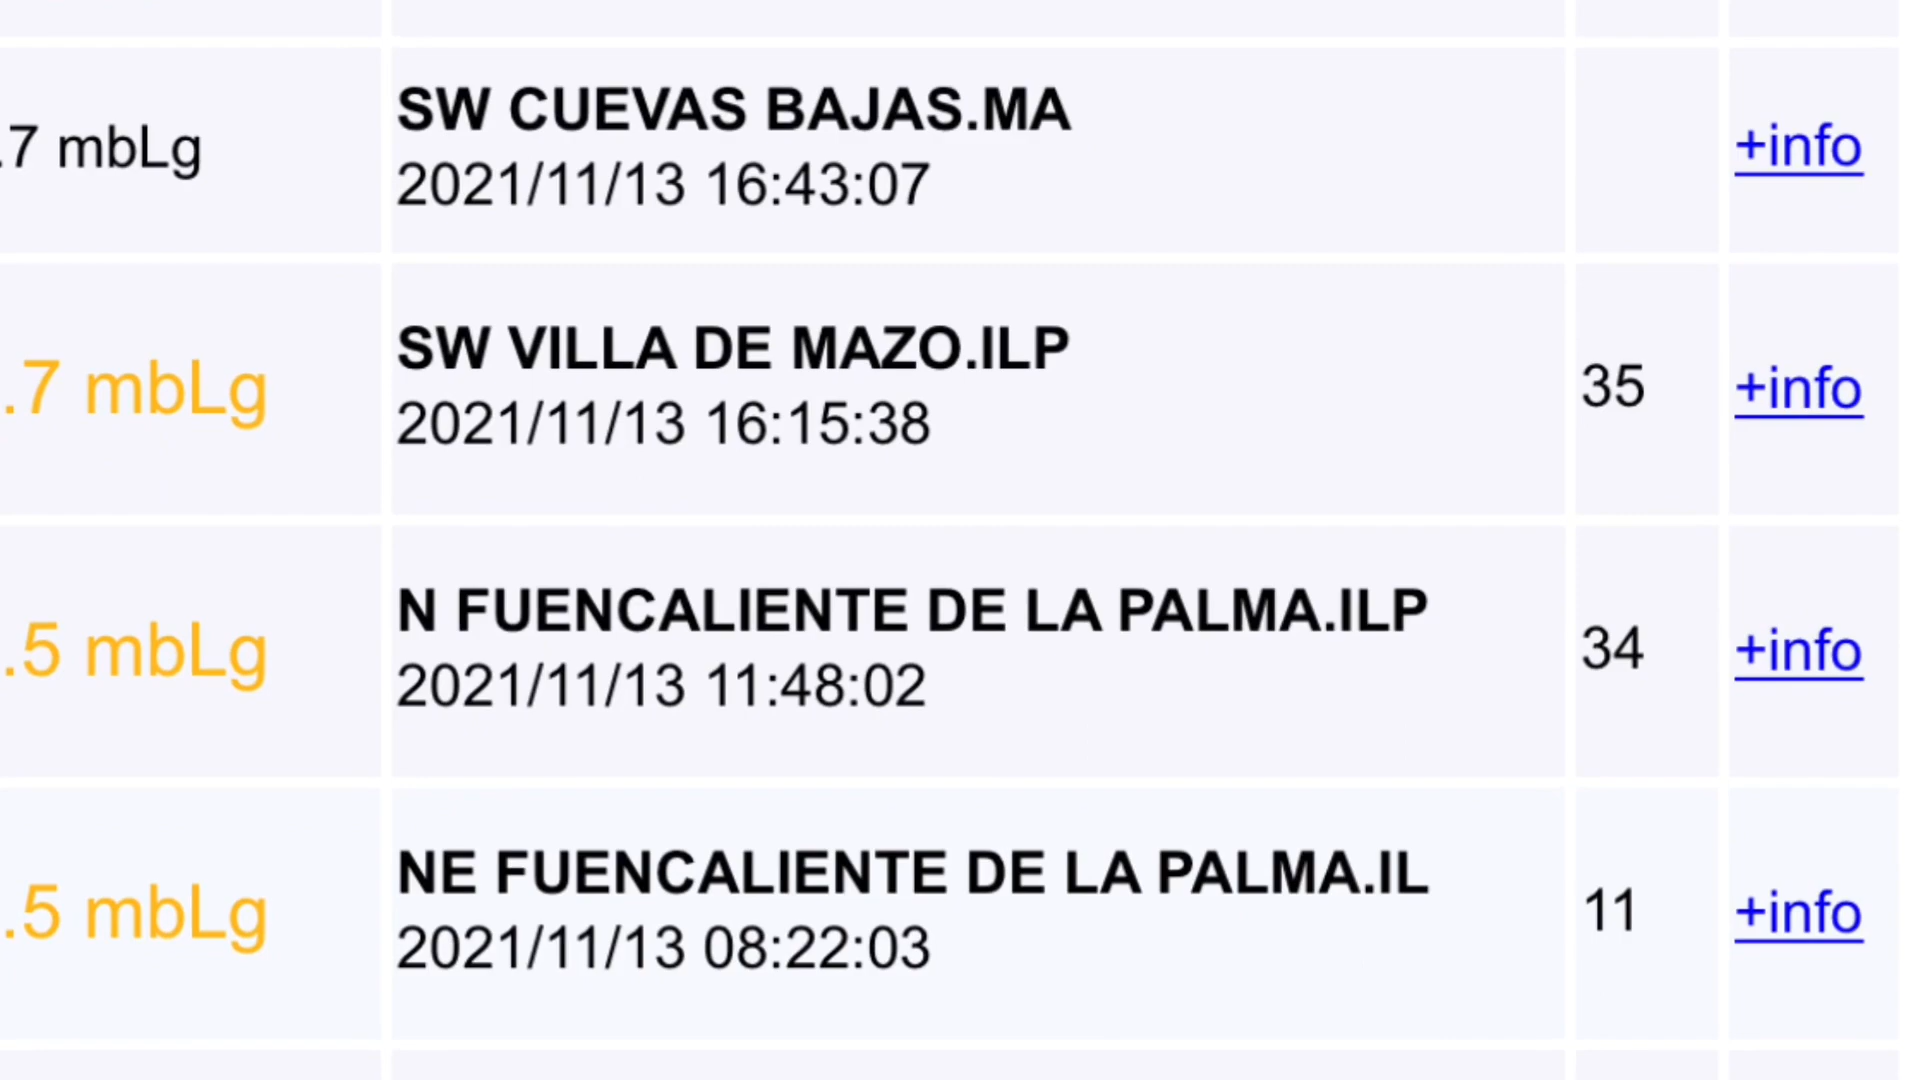 .7 mbLg
SW CUEVAS BAJAS.MA
2021/11/13 16:43:07
+info
.7 mbLg
SW VILLA DE MAZO.ILP
2021/11/13 16:15:38
35
+info
.5 mbLg
N FUENCALIENTE DE LA PALMA.ILP
2021/11/13 11:48:02
34
+info
.5 mbLg
NE FUENCALIENTE DE LA PALMA.IL
2021/11/13 08:22:03
11
+info